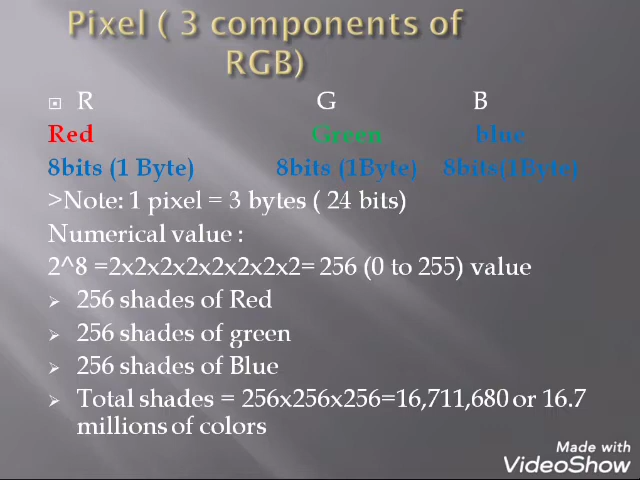 Pixel ( 3 components of
RGB)
R G B
Red Green blue
8bits (1 Byte) 8bits (1Byte) 8bits(1Byte)
>Note: 1 pixel = 3 bytes ( 24 bits)
Numerical value :
2^8 =2x2x2x2x2x2x2x2= 256 (0 to 255) value
256 shades of Red
256 shades of green
256 shades of Blue
Total shades = 256x256x256=16,711,680 or 16.7
millions of colors
Made with
VideoShow